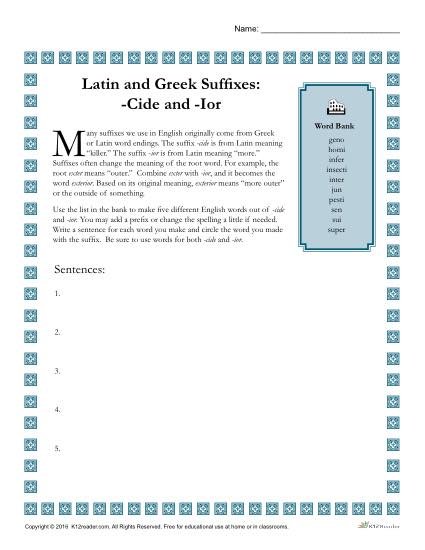 Name:
Latin and Greek Suffixes:
-Cide and -Ior
Many suffixes we use in English originally come from Greek
or Latin word endings. The suffix -cide is from Latin meaning
"killer." The suffix -ior is from Latin meaning "more."
Suffixes often change the meaning of the root word. For example, the
root exter means "outer." Combine exter with -ior, and it becomes the
word exterior. Based on its original meaning, exterior means "more outer"
or the outside of something.
Use the list in the bank to make five different English words out of -cide
and -ior. You may add a prefix or change the spelling a little if needed.
Write a sentence for each word you make and circle the word you made
with the suffix. Be sure to use words for both -cide and -ior.
Word Bank
geno
homi
infer
insecti
inter
jun
pesti
sen
sui
super
Sentences:
1.
2.
3.
4.
5.
Copyright © 2016 K12reader.com. All Rights Reserved. Free for educational use at home or in classrooms.
K12Reader